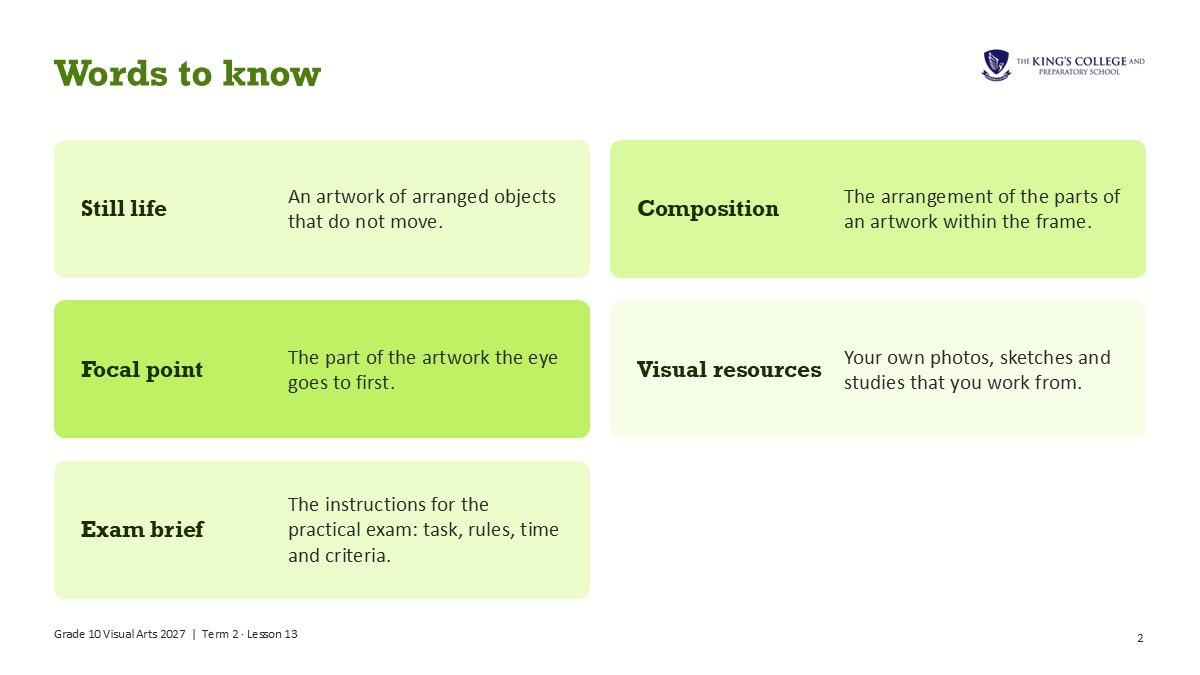 Words to know
THE KING'S COLLEGE AND
PREPARATORY SCHOOL
Still life
An artwork of arranged objects
that do not move.
Composition
The arrangement of the parts of
an artwork within the frame.
Focal point
The part of the artwork the eye
goes to first.
Visual resources
Your own photos, sketches and
studies that you work from.
Exam brief
The instructions for the
practical exam: task, rules, time
and criteria.
Grade 10 Visual Arts 2027 | Term 2 · Lesson 13
2